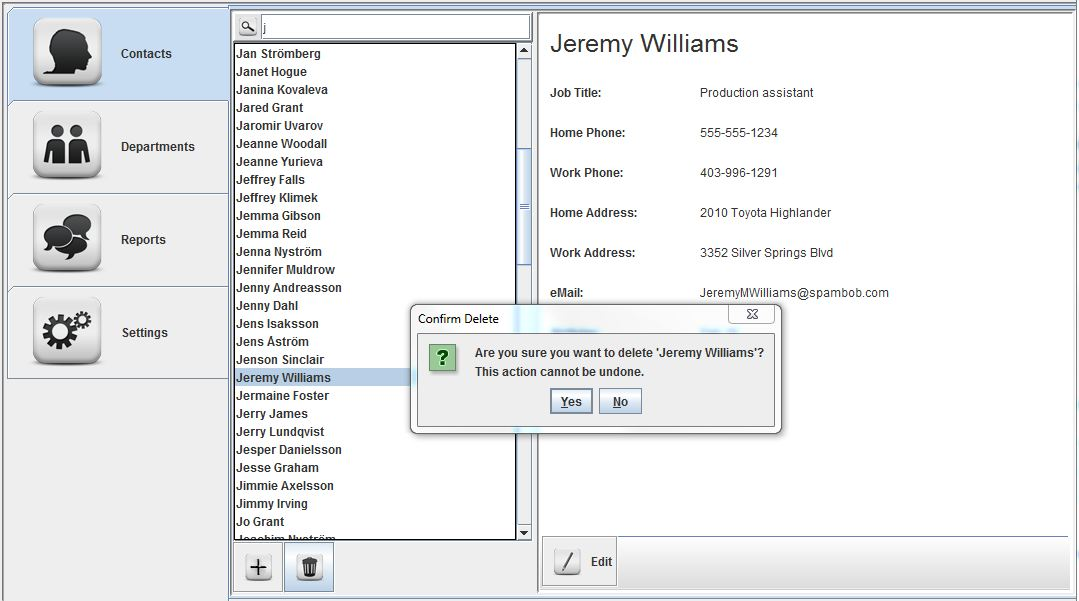 Contacts
Departments
Reports
Settings
j
Jan Strömberg
Janet Hogue
Janina Kovaleva
Jared Grant
Jaromir Uvarov
Jeanne Woodall
Jeanne Yurieva
Jeffrey Falls
Jeffrey Klimek
Jemma Gibson
Jemma Reid
Jenna Nyström
Jennifer Muldrow
Jenny Andreasson
Jenny Dahl
Jens Isaksson
Jens Aström
Jenson Sinclair
Jeremy Williams
Jermaine Foster
Jerry James
Jerry Lundqvist
Jesper Danielsson
Jesse Graham
Jimmie Axelsson
Jimmy Irving
Jo Grant
Joachim Nyström
Jeremy Williams
Job Title: Production assistant
Home Phone: 555-555-1234
Work Phone: 403-996-1291
Home Address: 2010 Toyota Highlander
Work Address: 3352 Silver Springs Blvd
eMail: JeremyMWilliams@spambob.com
Confirm Delete
Are you sure you want to delete 'Jeremy Williams'?
This action cannot be undone.
Yes No
Edit